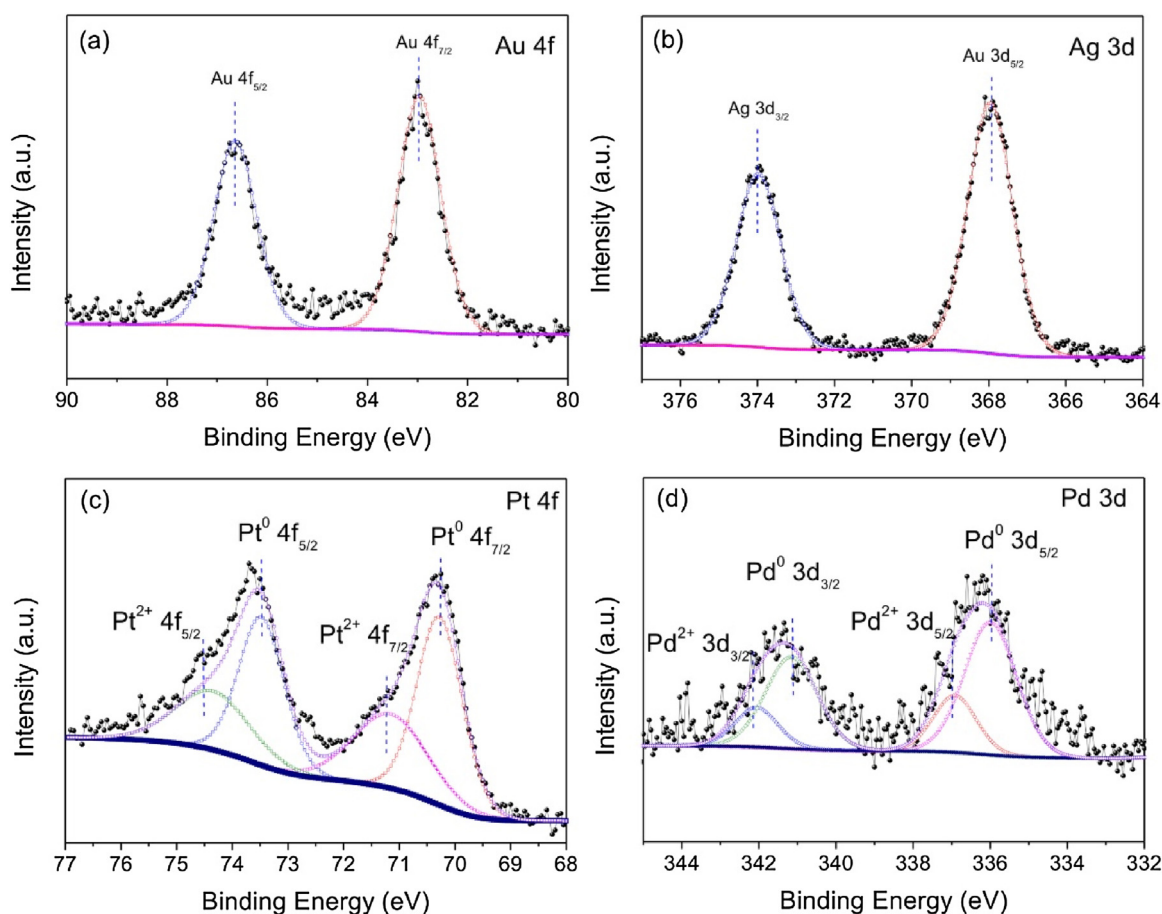 (a)
Au 4f
Au 4f7/2
Au 4f5/2
Intensity (a.u.)
90 88 86 84 82 80
Binding Energy (eV)
(b)
Ag 3d
Au 3d5/2
Ag 3d3/2
Intensity (a.u.)
376 374 372 370 368 366 364
Binding Energy (eV)
(c)
Pt 4f
Pt0 4f5/2
Pt0 4f7/2
Pt2+ 4f5/2
Pt2+ 4f7/2
Intensity (a.u.)
77 76 75 74 73 72 71 70 69 68
Binding Energy (eV)
(d)
Pd 3d
Pd0 3d5/2
Pd0 3d3/2
Pd2+ 3d5/2
Pd2+ 3d3/2
Intensity (a.u.)
344 342 340 338 336 334 332
Binding Energy (eV)